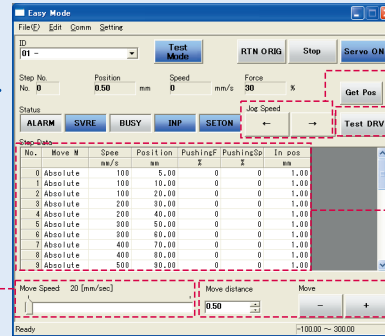 Easy Mode
File(F) Edit Comm Setting
ID
01 -
Test Mode
RTN ORIG Stop Servo ON
Step No. Position Speed Force
No. 0 0.50 mm 0 mm/s 30 %
Get Pos
Status Jog Speed
ALARM SVRE BUSY INP SETON ← → Test DRV
Step Data
No. Move M Spee Position PushingF PushingSp In pos
mm/s mm % % mm
0 Absolute 100 5.00 0 0 1.00
1 Absolute 100 10.00 0 0 1.00
2 Absolute 100 20.00 0 0 1.00
3 Absolute 200 30.00 0 0 1.00
4 Absolute 200 40.00 0 0 1.00
5 Absolute 300 50.00 0 0 1.00
6 Absolute 300 60.00 0 0 1.00
7 Absolute 400 70.00 0 0 1.00
8 Absolute 400 80.00 0 0 1.00
9 Absolute 500 90.00 0 0 1.00
Move Speed: 20 [mm/sec] Move distance Move
0.50 - +
Ready -100.00 ~ 300.00